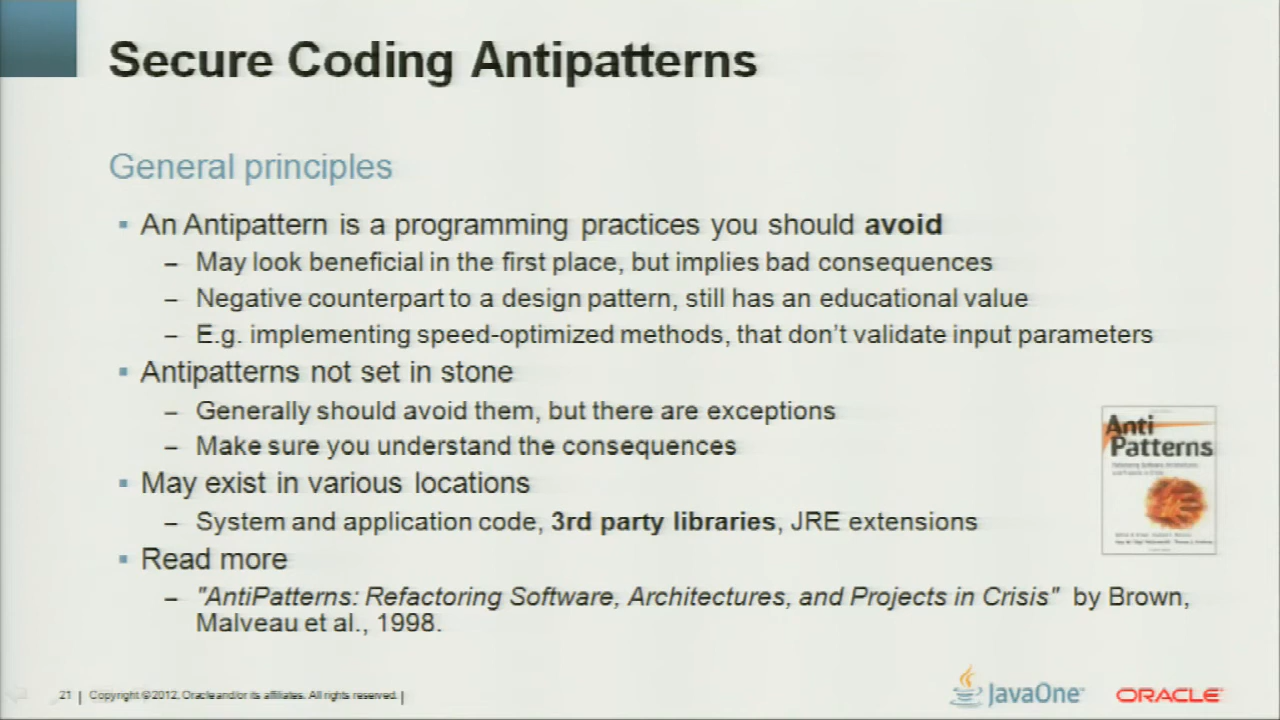 Secure Coding Antipatterns
General principles
▪ An Antipattern is a programming practices you should avoid
– May look beneficial in the first place, but implies bad consequences
– Negative counterpart to a design pattern, still has an educational value
– E.g. implementing speed-optimized methods, that don't validate input parameters
▪ Antipatterns not set in stone
– Generally should avoid them, but there are exceptions
– Make sure you understand the consequences
▪ May exist in various locations
– System and application code, 3rd party libraries, JRE extensions
▪ Read more
– "AntiPatterns: Refactoring Software, Architectures, and Projects in Crisis" by Brown,
Malveau et al., 1998.
Anti
Patterns
21 | Copyright © 2012, Oracle and/or its affiliates. All rights reserved. |
JavaOne
ORACLE